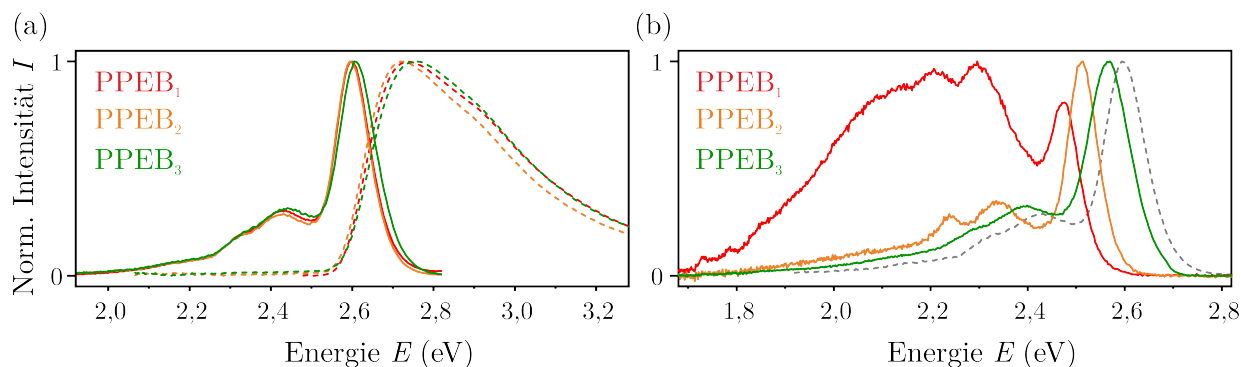 (a)
Norm. Intensität I
1
0
PPEB₁
PPEB₂
PPEB₃
2,0 2,2 2,4 2,6 2,8 3,0 3,2
Energie E (eV)
(b)
1
0
PPEB₁
PPEB₂
PPEB₃
1,8 2,0 2,2 2,4 2,6 2,8
Energie E (eV)